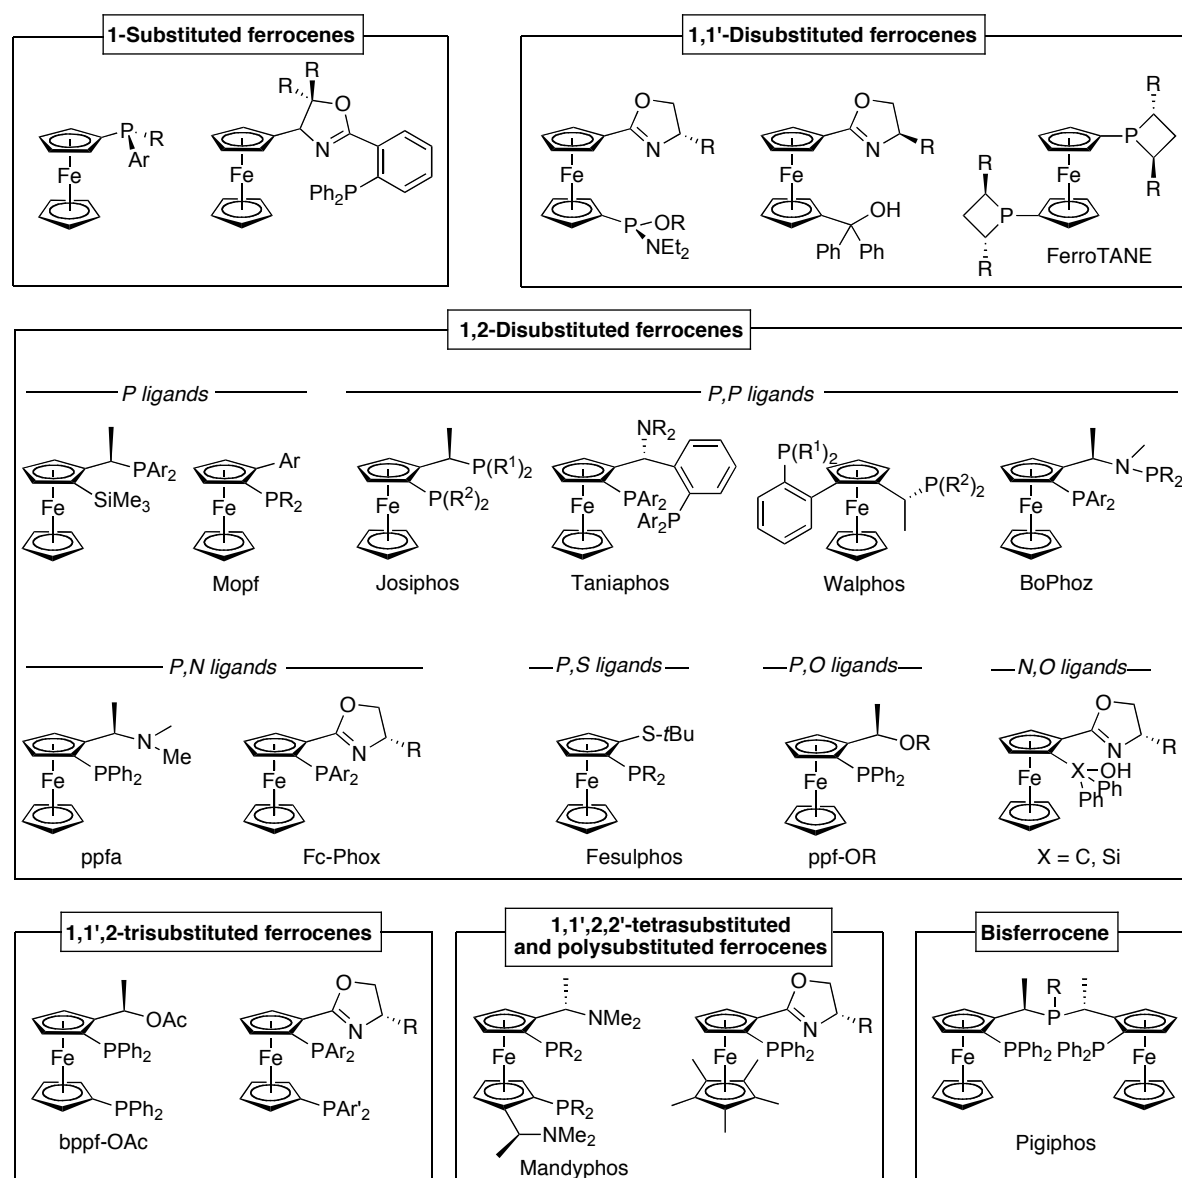 1-Substituted ferrocenes
P
R
Ar
Fe
R
R
O
N
Fe
Ph2P
1,1'-Disubstituted ferrocenes
O
N
R
Fe
P
OR
NEt2
O
N
R
Fe
OH
Ph
Ph
R
P
R
Fe
R
P
R
FerroTANE
1,2-Disubstituted ferrocenes
P ligands
P,P ligands
PAr2
SiMe3
Fe
Ar
PR2
Fe
Mopf
P(R1)2
P(R2)2
Fe
Josiphos
NR2
PAr2
Ar2P
Fe
Taniaphos
P(R1)2
P(R2)2
Fe
Walphos
N
PR2
PAr2
Fe
BoPhoz
P,N ligands
P,S ligands
P,O ligands
N,O ligands
N
Me
PPh2
Fe
ppfa
O
N
R
PAr2
Fe
Fc-Phox
S-tBu
PR2
Fe
Fesulphos
OR
PPh2
Fe
ppf-OR
O
N
R
X
OH
Ph
Ph
Fe
X = C, Si
1,1',2-trisubstituted ferrocenes
OAc
PPh2
Fe
PPh2
bppf-OAc
O
N
R
PAr2
Fe
PAr'2
1,1',2,2'-tetrasubstituted
and polysubstituted ferrocenes
NMe2
PR2
Fe
PR2
NMe2
Mandyphos
O
N
R
PPh2
Fe
Bisferrocene
R
P
PPh2
Ph2P
Fe
Fe
Pigiphos